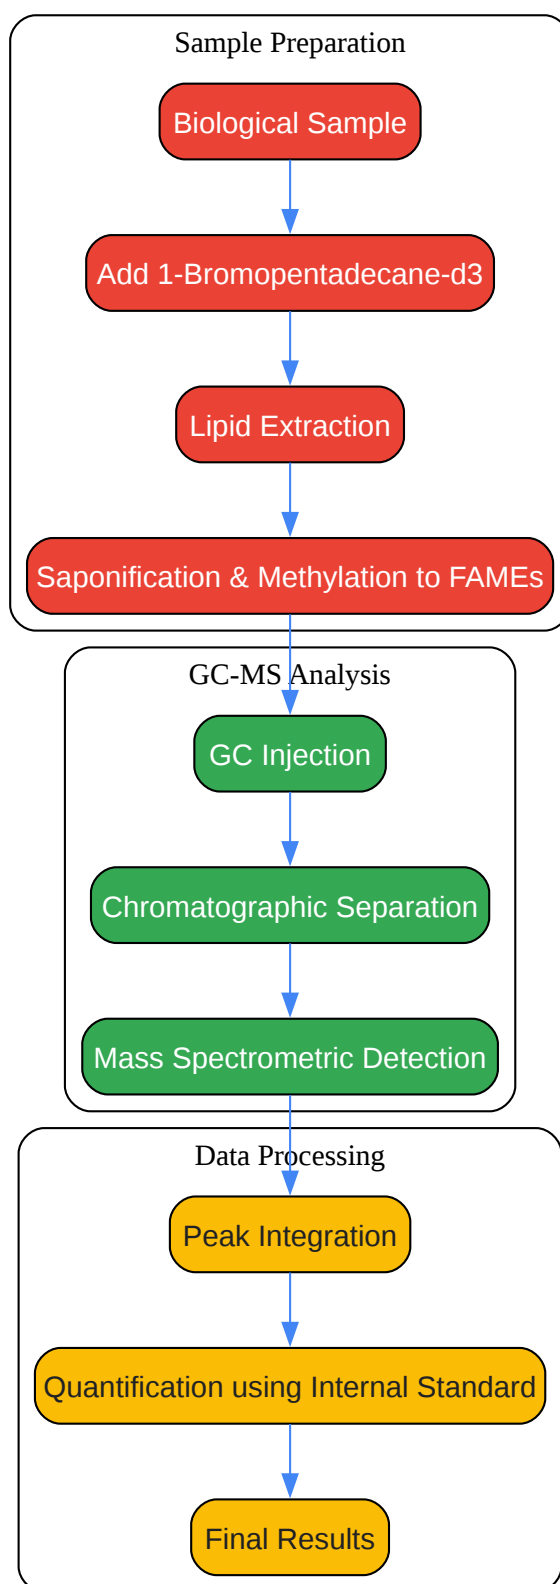 Sample Preparation
Biological Sample
Add 1-Bromopentadecane-d3
Lipid Extraction
Saponification & Methylation to FAMEs
GC-MS Analysis
GC Injection
Chromatographic Separation
Mass Spectrometric Detection
Data Processing
Peak Integration
Quantification using Internal Standard
Final Results